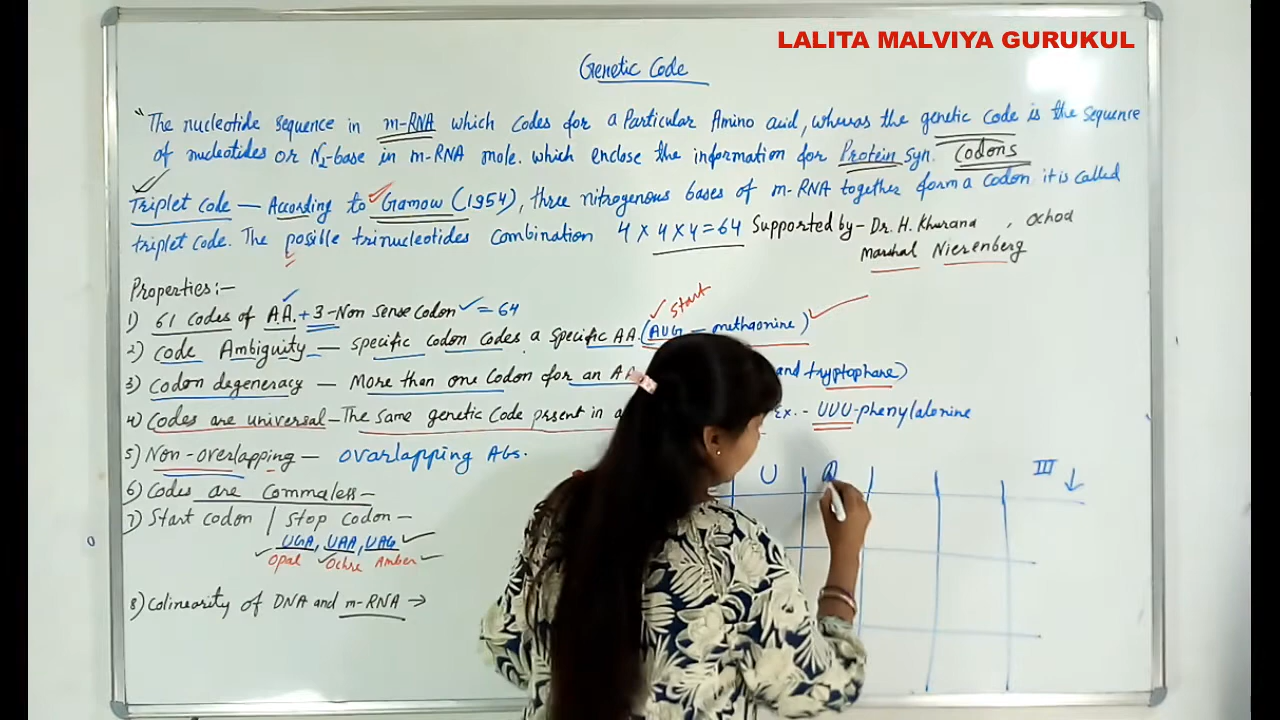 LALITA MALVIYA GURUKUL
Genetic Code
"The nucleotide sequence in m-RNA which codes for a Particular Amino acid, whereas the genetic code is the sequence
of nucleotides or N2-base in m-RNA mole. which enclose the information for Protein syn. Codons
Triplet code — According to Gamow (1954), three nitrogenous bases of m-RNA together form a codon it is called
triplet code. The posille trinucleotides combination 4 x 4 x 4 = 64 Supported by - Dr. H. Khurana , ochoa
Marshal Nierenberg
Properties:—
1) 61 codes of A.A. + 3-Non sense codon = 64
start
2) Code Ambiguity — specific codon codes a specific AA. (AUG — methaonine)
3) Codon degeneracy — More than one Codon for an AA and tryptophane)
4) Codes are universal — The same genetic Code prsent in a Ex. - UUU-phenylalenine
5) Non-overlapping — ovarlapping AGs.
6) Codes are Commaless —
7) Start codon / Stop codon —
UGA, UAA, UAG
Opal Ochre Amber
8) Colinearity of DNA and m-RNA →
U
III ↓